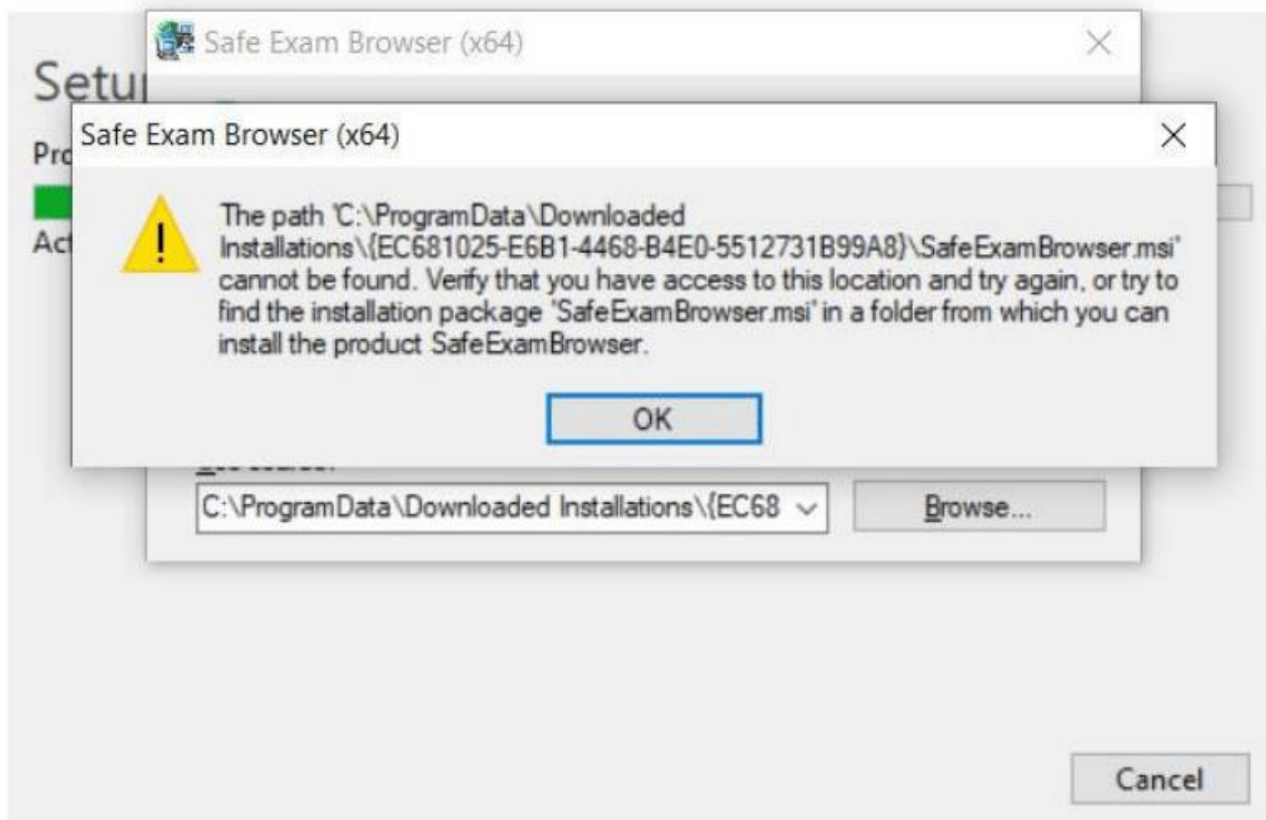 Safe Exam Browser (x64)
Setu
Safe Exam Browser (x64)
Pro
Act
The path 'C:\ProgramData\Downloaded
Installations\{EC681025-E6B1-4468-B4E0-5512731B99A8}\SafeExamBrowser.msi'
cannot be found. Verify that you have access to this location and try again, or try to
find the installation package 'SafeExamBrowser.msi' in a folder from which you can
install the product SafeExamBrowser.
OK
C:\ProgramData\Downloaded Installations\{EC68
Browse...
Cancel